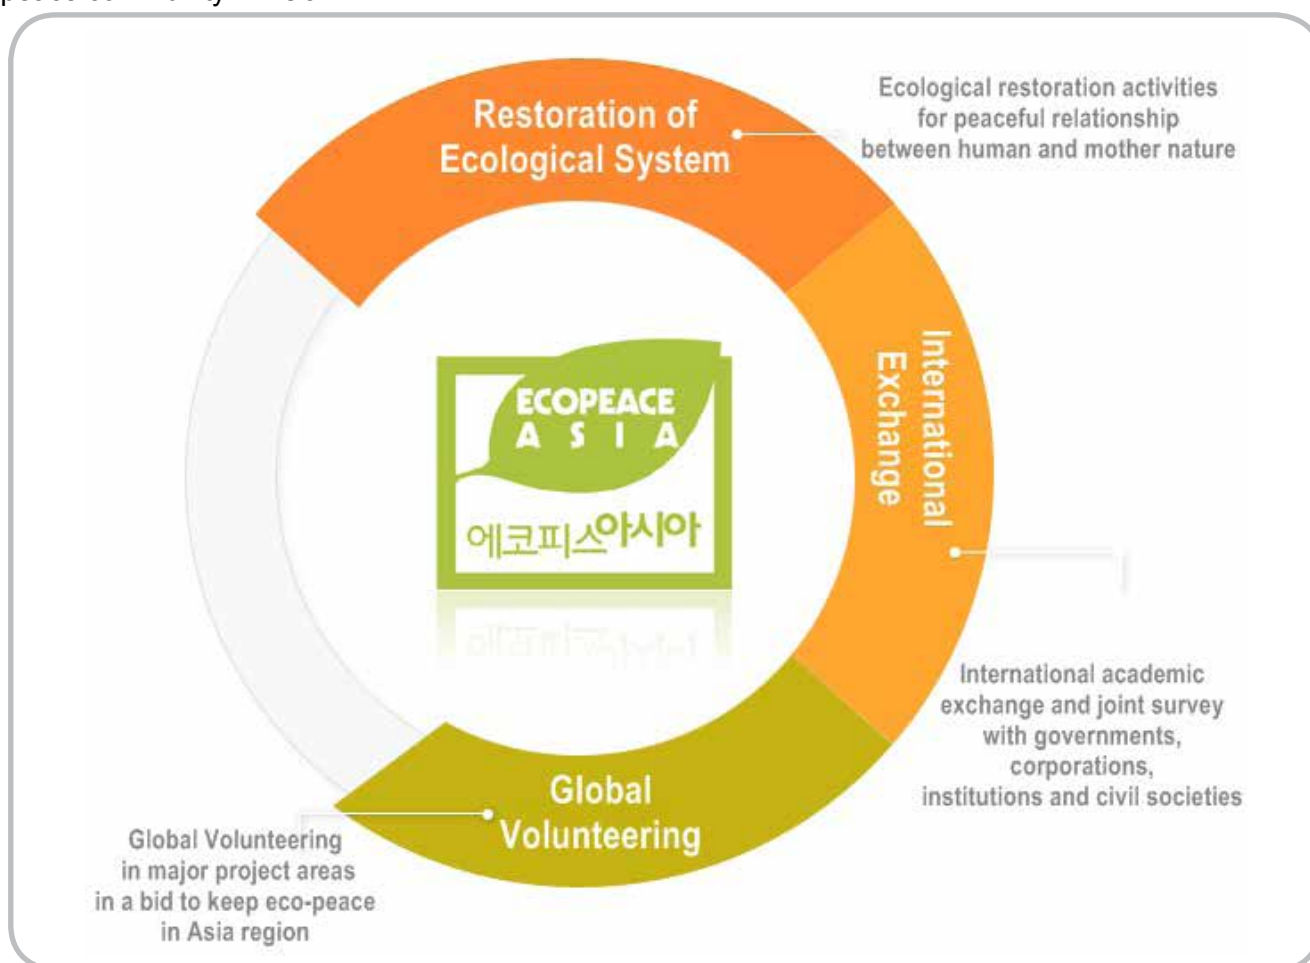 Restoration of
Ecological System
Ecological restoration activities
for peaceful relationship
between human and mother nature
International
Exchange
International academic
exchange and joint survey
with governments,
corporations,
institutions and civil societies
ECOPEACE
ASIA
에코피스아시아
Global
Volunteering
Global Volunteering
in major project areas
in a bid to keep eco-peace
in Asia region